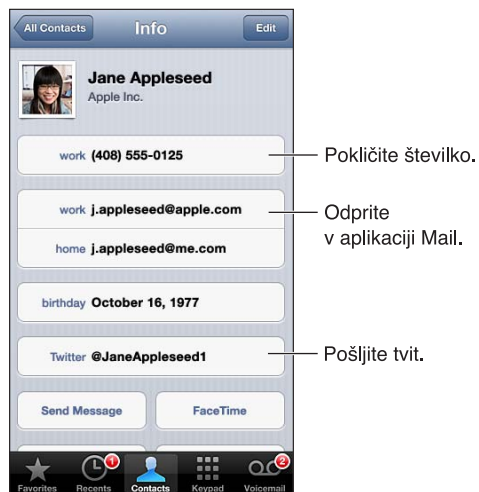 All Contacts
Info
Edit
Jane Appleseed
Apple Inc.
work (408) 555-0125
Pokličite številko.
work j.appleseed@apple.com
Odprite
v aplikaciji Mail.
home j.appleseed@me.com
birthday October 16, 1977
Twitter @JaneAppleseed1
Pošljite tvit.
Send Message
FaceTime
1
2
Favorites
Recents
Contacts
Keypad
Voicemail